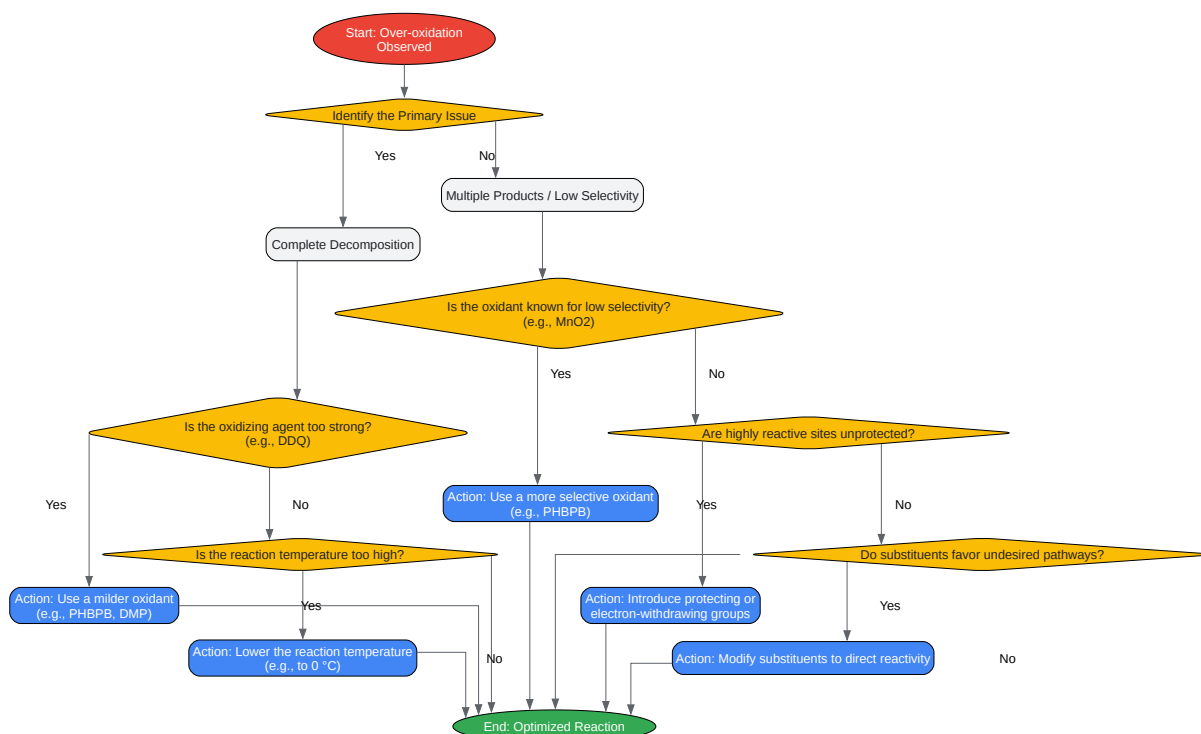 Start: Over-oxidation
Observed
Identify the Primary Issue
Yes
No
Multiple Products / Low Selectivity
Complete Decomposition
Is the oxidant known for low selectivity?
(e.g., MnO2)
Yes
No
Is the oxidizing agent too strong?
(e.g., DDQ)
Are highly reactive sites unprotected?
Yes
No
Action: Use a more selective oxidant
(e.g., PHBPB)
Yes
No
Is the reaction temperature too high?
Do substituents favor undesired pathways?
Action: Use a milder oxidant
(e.g., PHBPB, DMP)
Yes
Action: Introduce protecting or
electron-withdrawing groups
Yes
Action: Lower the reaction temperature
(e.g., to 0 °C)
No
Action: Modify substituents to direct reactivity
No
End: Optimized Reaction